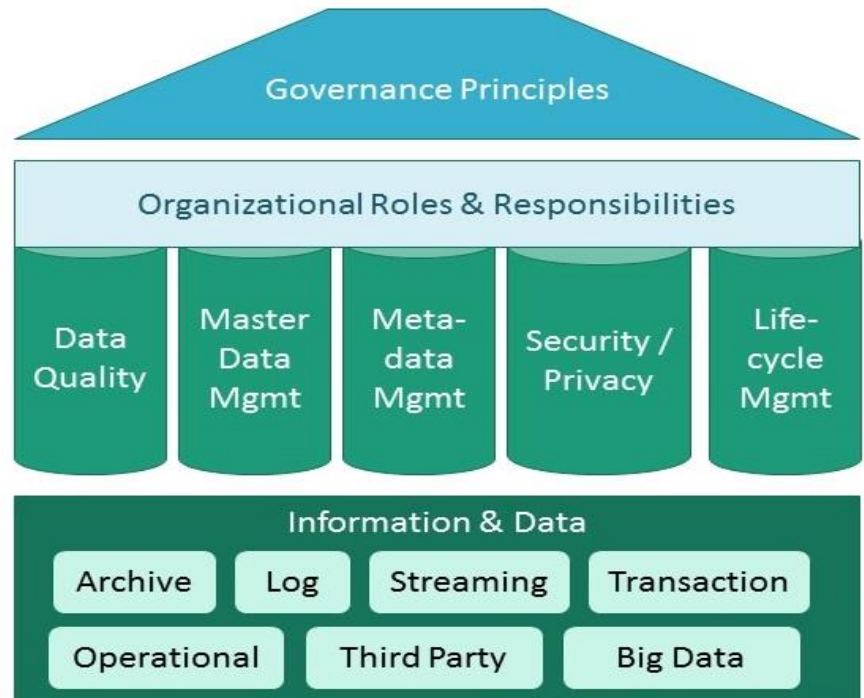 Governance Principles
Organizational Roles & Responsibilities
Data
Quality
Master
Data
Mgmt
Meta-
data
Mgmt
Security /
Privacy
Life-
cycle
Mgmt
Information & Data
Archive
Log
Streaming
Transaction
Operational
Third Party
Big Data